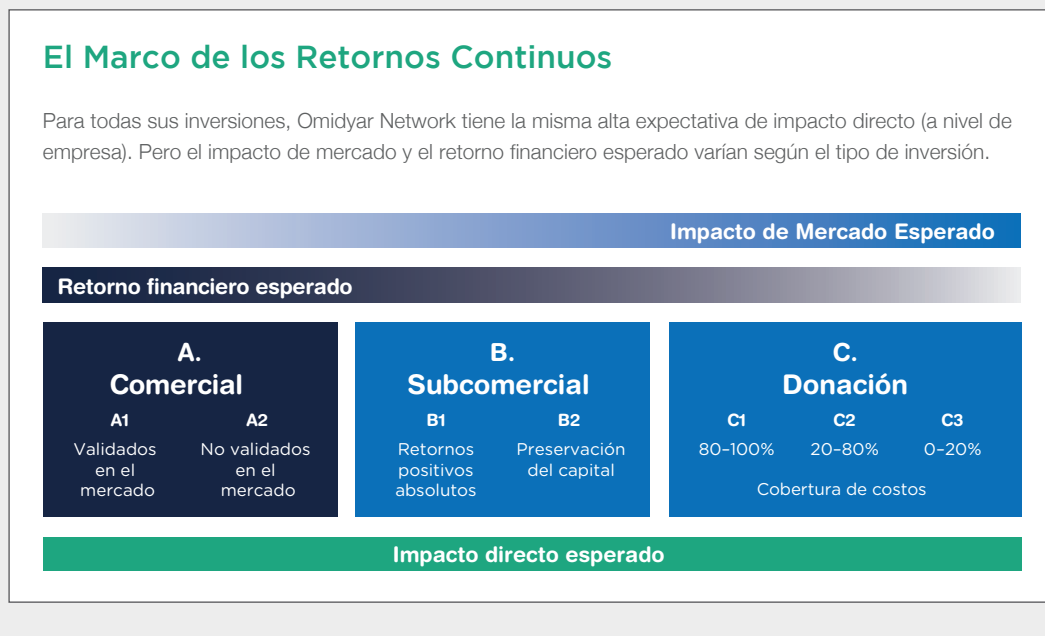 El Marco de los Retornos Continuos
Para todas sus inversiones, Omidyar Network tiene la misma alta expectativa de impacto directo (a nivel de
empresa). Pero el impacto de mercado y el retorno financiero esperado varían según el tipo de inversión.
Impacto de Mercado Esperado
Retorno financiero esperado
A.
Comercial
A1
Validados
en el
mercado
A2
No validados
en el
mercado
B.
Subcomercial
B1
Retornos
positivos
absolutos
B2
Preservación
del capital
C.
Donación
C1
80–100%
C2
20–80%
C3
0–20%
Cobertura de costos
Impacto directo esperado